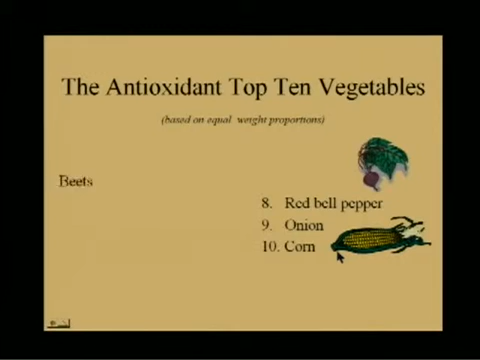 The Antioxidant Top Ten Vegetables
(based on equal weight proportions)
Beets
8. Red bell pepper
9. Onion
10. Corn